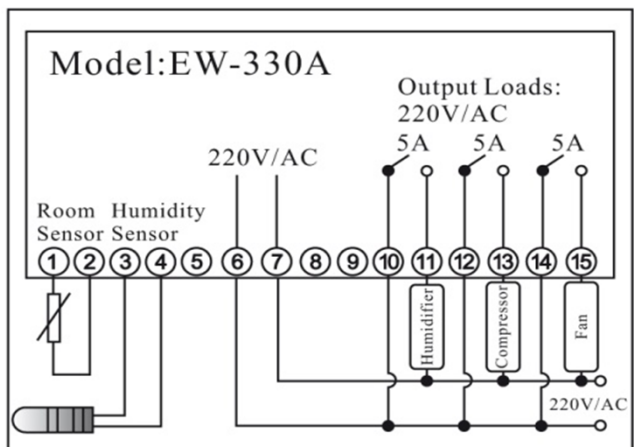 Model:EW-330A
Output Loads:
220V/AC
5A 5A 5A
220V/AC
Room Humidity
Sensor Sensor
1 2 3 4 5 6 7 8 9 10 11 12 13 14 15
Humidifier
Compressor
Fan
220V/AC